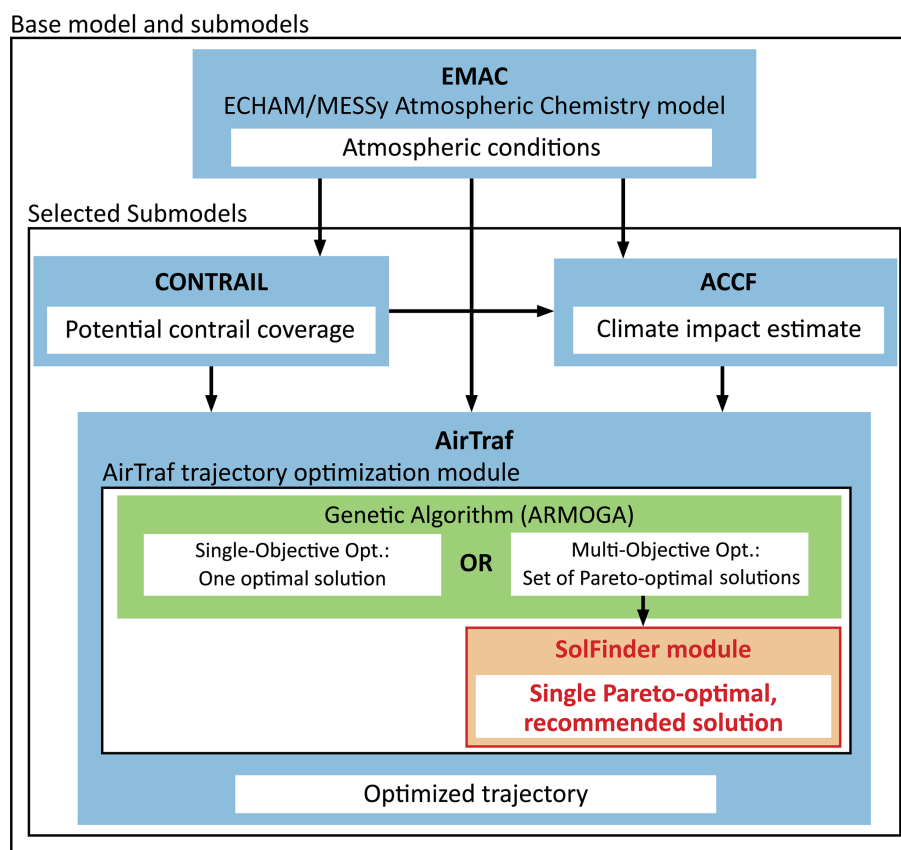 Base model and submodels
EMAC
ECHAM/MESSy Atmospheric Chemistry model
Atmospheric conditions
Selected Submodels
CONTRAIL
Potential contrail coverage
ACCF
Climate impact estimate
AirTraf
AirTraf trajectory optimization module
Genetic Algorithm (ARMOGA)
Single-Objective Opt.:
One optimal solution
OR
Multi-Objective Opt.:
Set of Pareto-optimal solutions
SolFinder module
Single Pareto-optimal,
recommended solution
Optimized trajectory